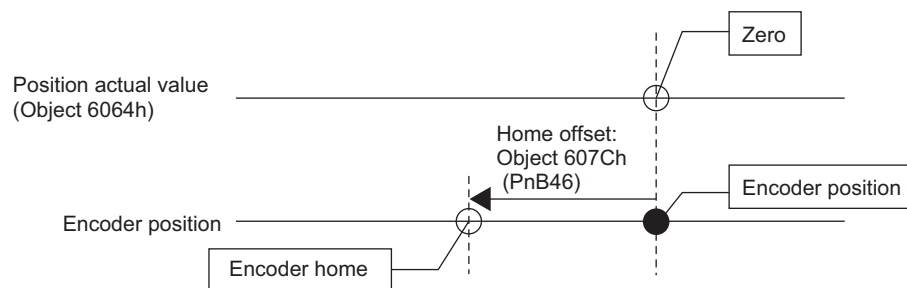 Zero
Position actual value
(Object 6064h)
Home offset:
Object 607Ch
(PnB46)
Encoder position
Encoder position
Encoder home